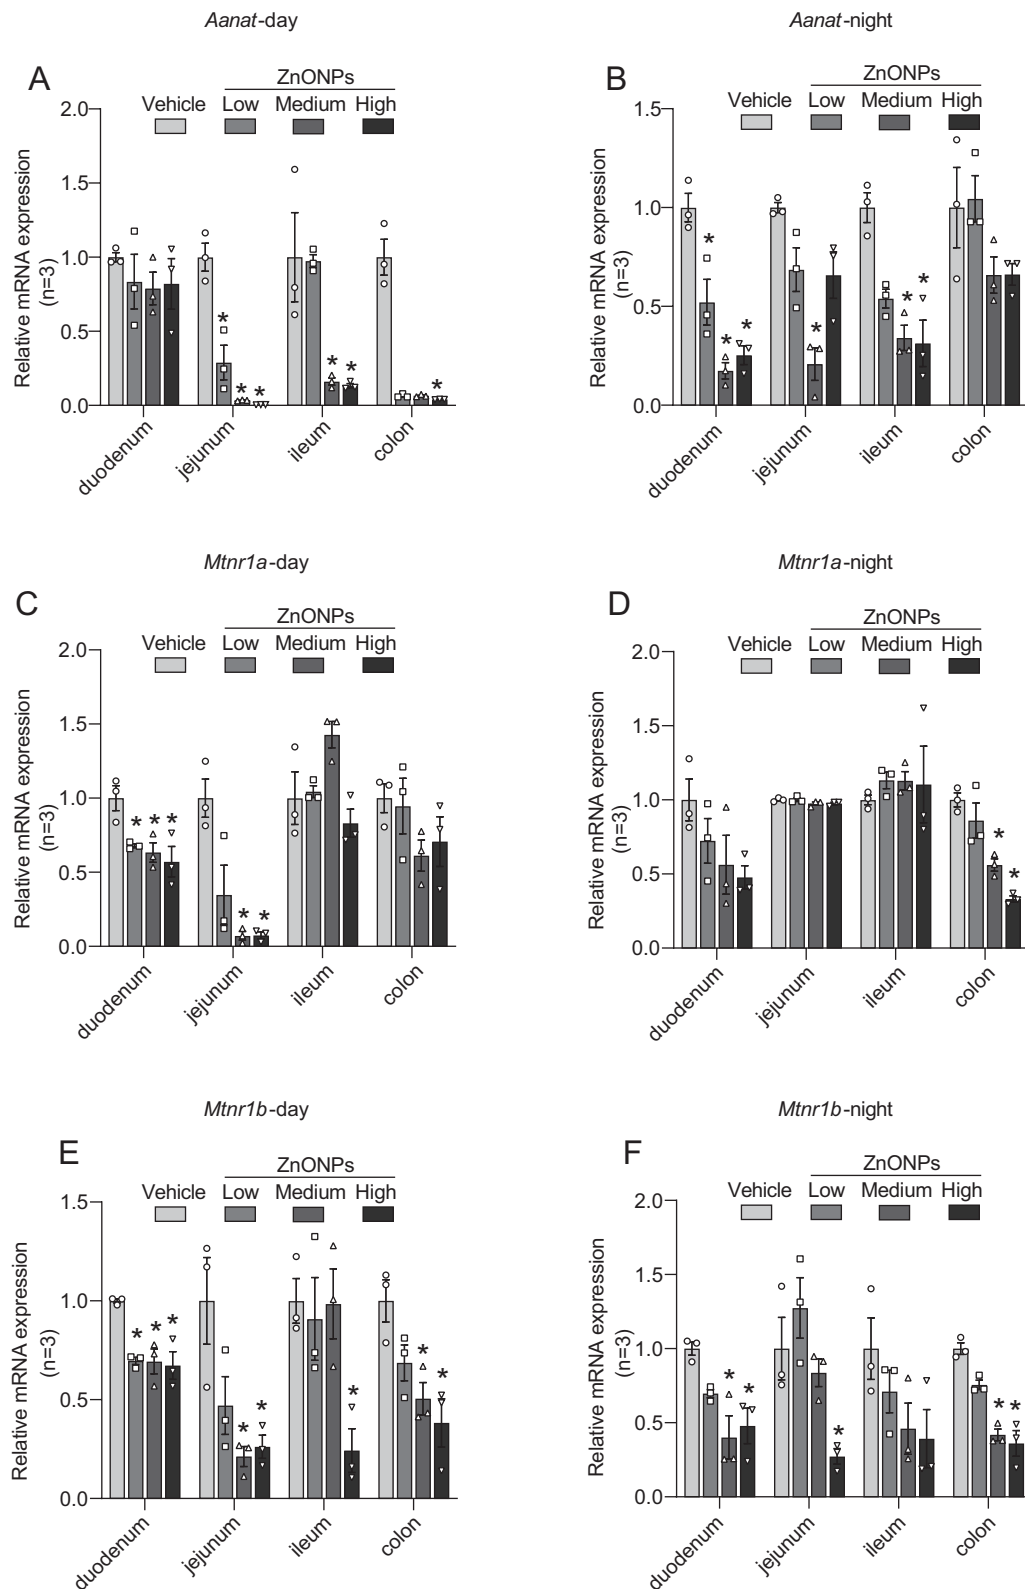 Aanat-day
Aanat-night
A
ZnONPs
Vehicle Low Medium High
Relative mRNA expression
(n=3)
2.0
1.5
1.0
0.5
0.0
* * * * * *
duodenum jejunum ileum colon
B
ZnONPs
Vehicle Low Medium High
Relative mRNA expression
(n=3)
1.5
1.0
0.5
0.0
* * * * * *
duodenum jejunum ileum colon
Mtnr1a-day
Mtnr1a-night
C
ZnONPs
Vehicle Low Medium High
Relative mRNA expression
(n=3)
2.0
1.5
1.0
0.5
0.0
* * * * *
duodenum jejunum ileum colon
D
ZnONPs
Vehicle Low Medium High
Relative mRNA expression
(n=3)
2.0
1.5
1.0
0.5
0.0
* *
duodenum jejunum ileum colon
Mtnr1b-day
Mtnr1b-night
E
ZnONPs
Vehicle Low Medium High
Relative mRNA expression
(n=3)
1.5
1.0
0.5
0.0
* * * * * * * *
duodenum jejunum ileum colon
F
ZnONPs
Vehicle Low Medium High
Relative mRNA expression
(n=3)
2.0
1.5
1.0
0.5
0.0
* * * * *
duodenum jejunum ileum colon